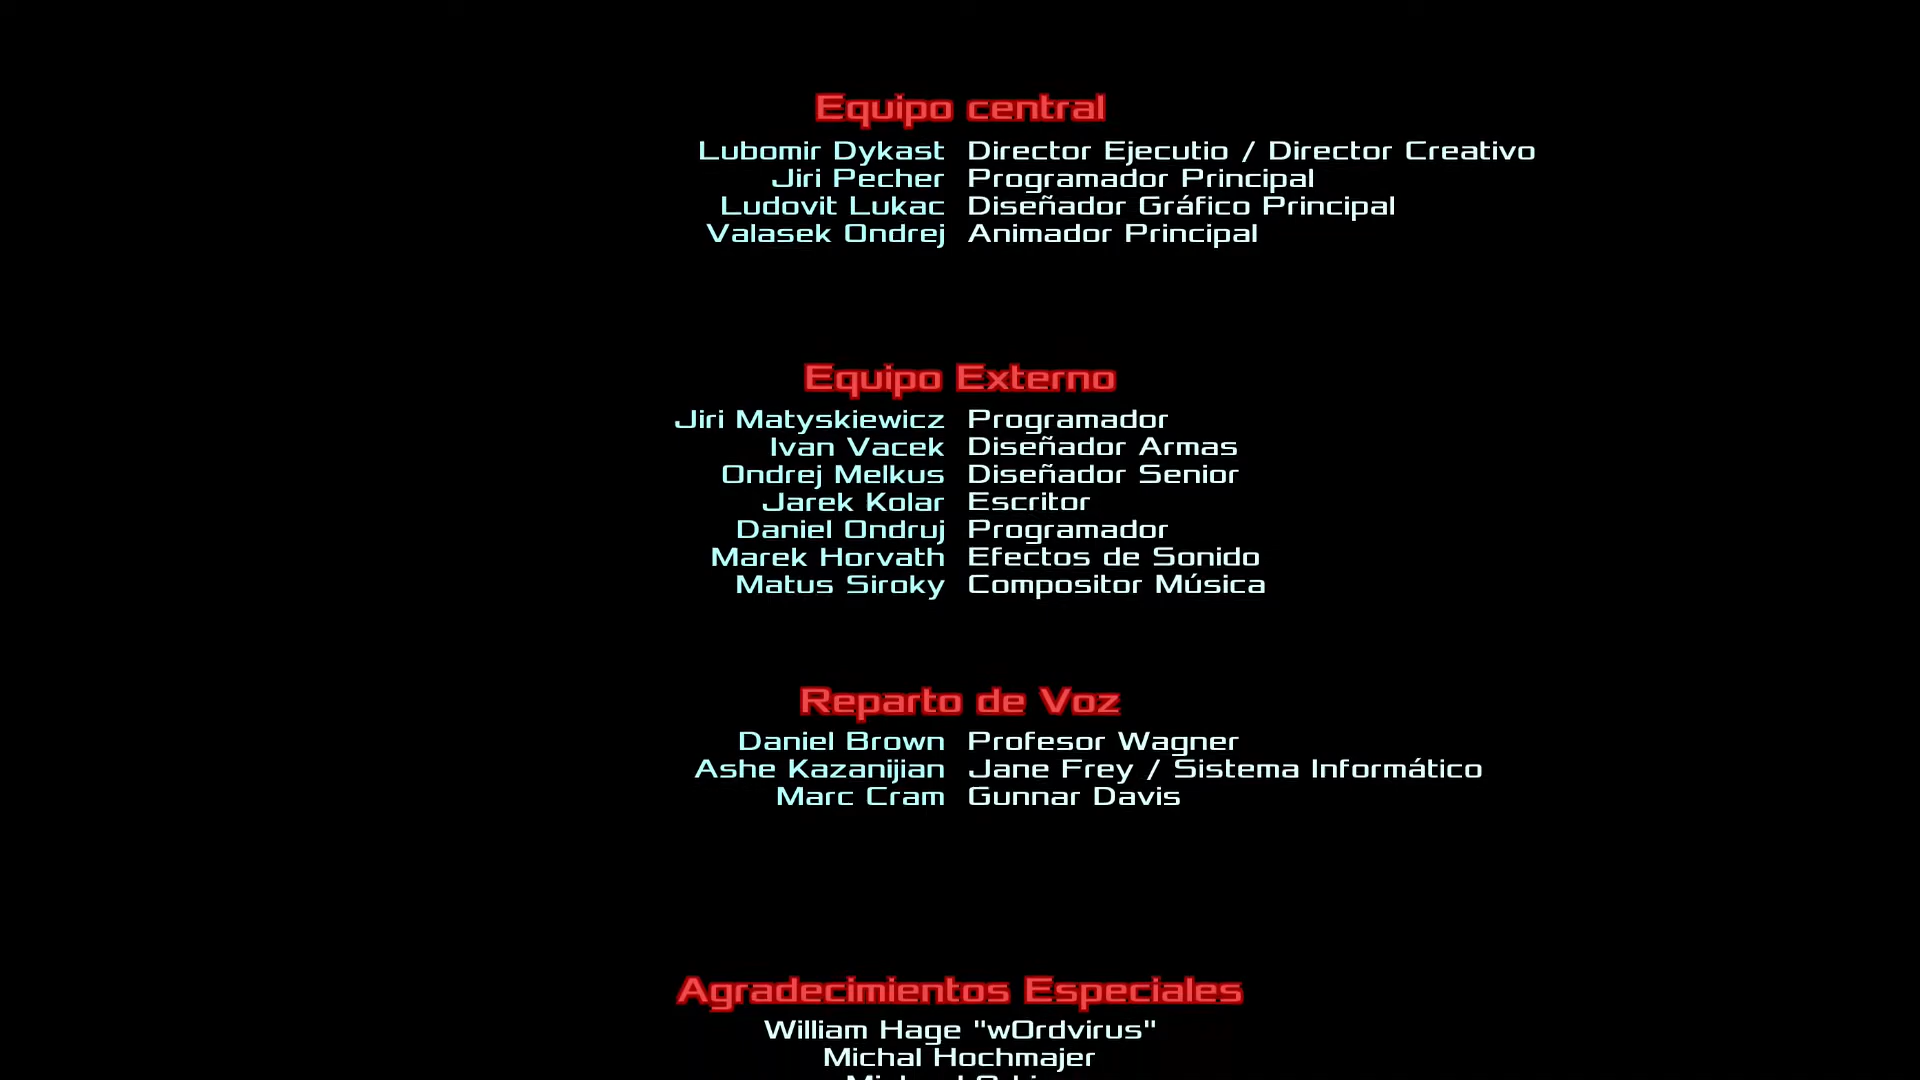 Equipo central
Lubomir Dykast Director Ejecutio / Director Creativo
Jiri Pecher Programador Principal
Ludovit Lukac Diseñador Gráfico Principal
Valasek Ondrej Animador Principal
Equipo Externo
Jiri Matyskiewicz Programador
Ivan Vacek Diseñador Armas
Ondrej Melkus Diseñador Senior
Jarek Kolar Escritor
Daniel Ondruj Programador
Marek Horvath Efectos de Sonido
Matus Siroky Compositor Música
Reparto de Voz
Daniel Brown Profesor Wagner
Ashe Kazanijian Jane Frey / Sistema Informático
Marc Cram Gunnar Davis
Agradecimientos Especiales
William Hage "w0rdvirus"
Michal Hochmajer